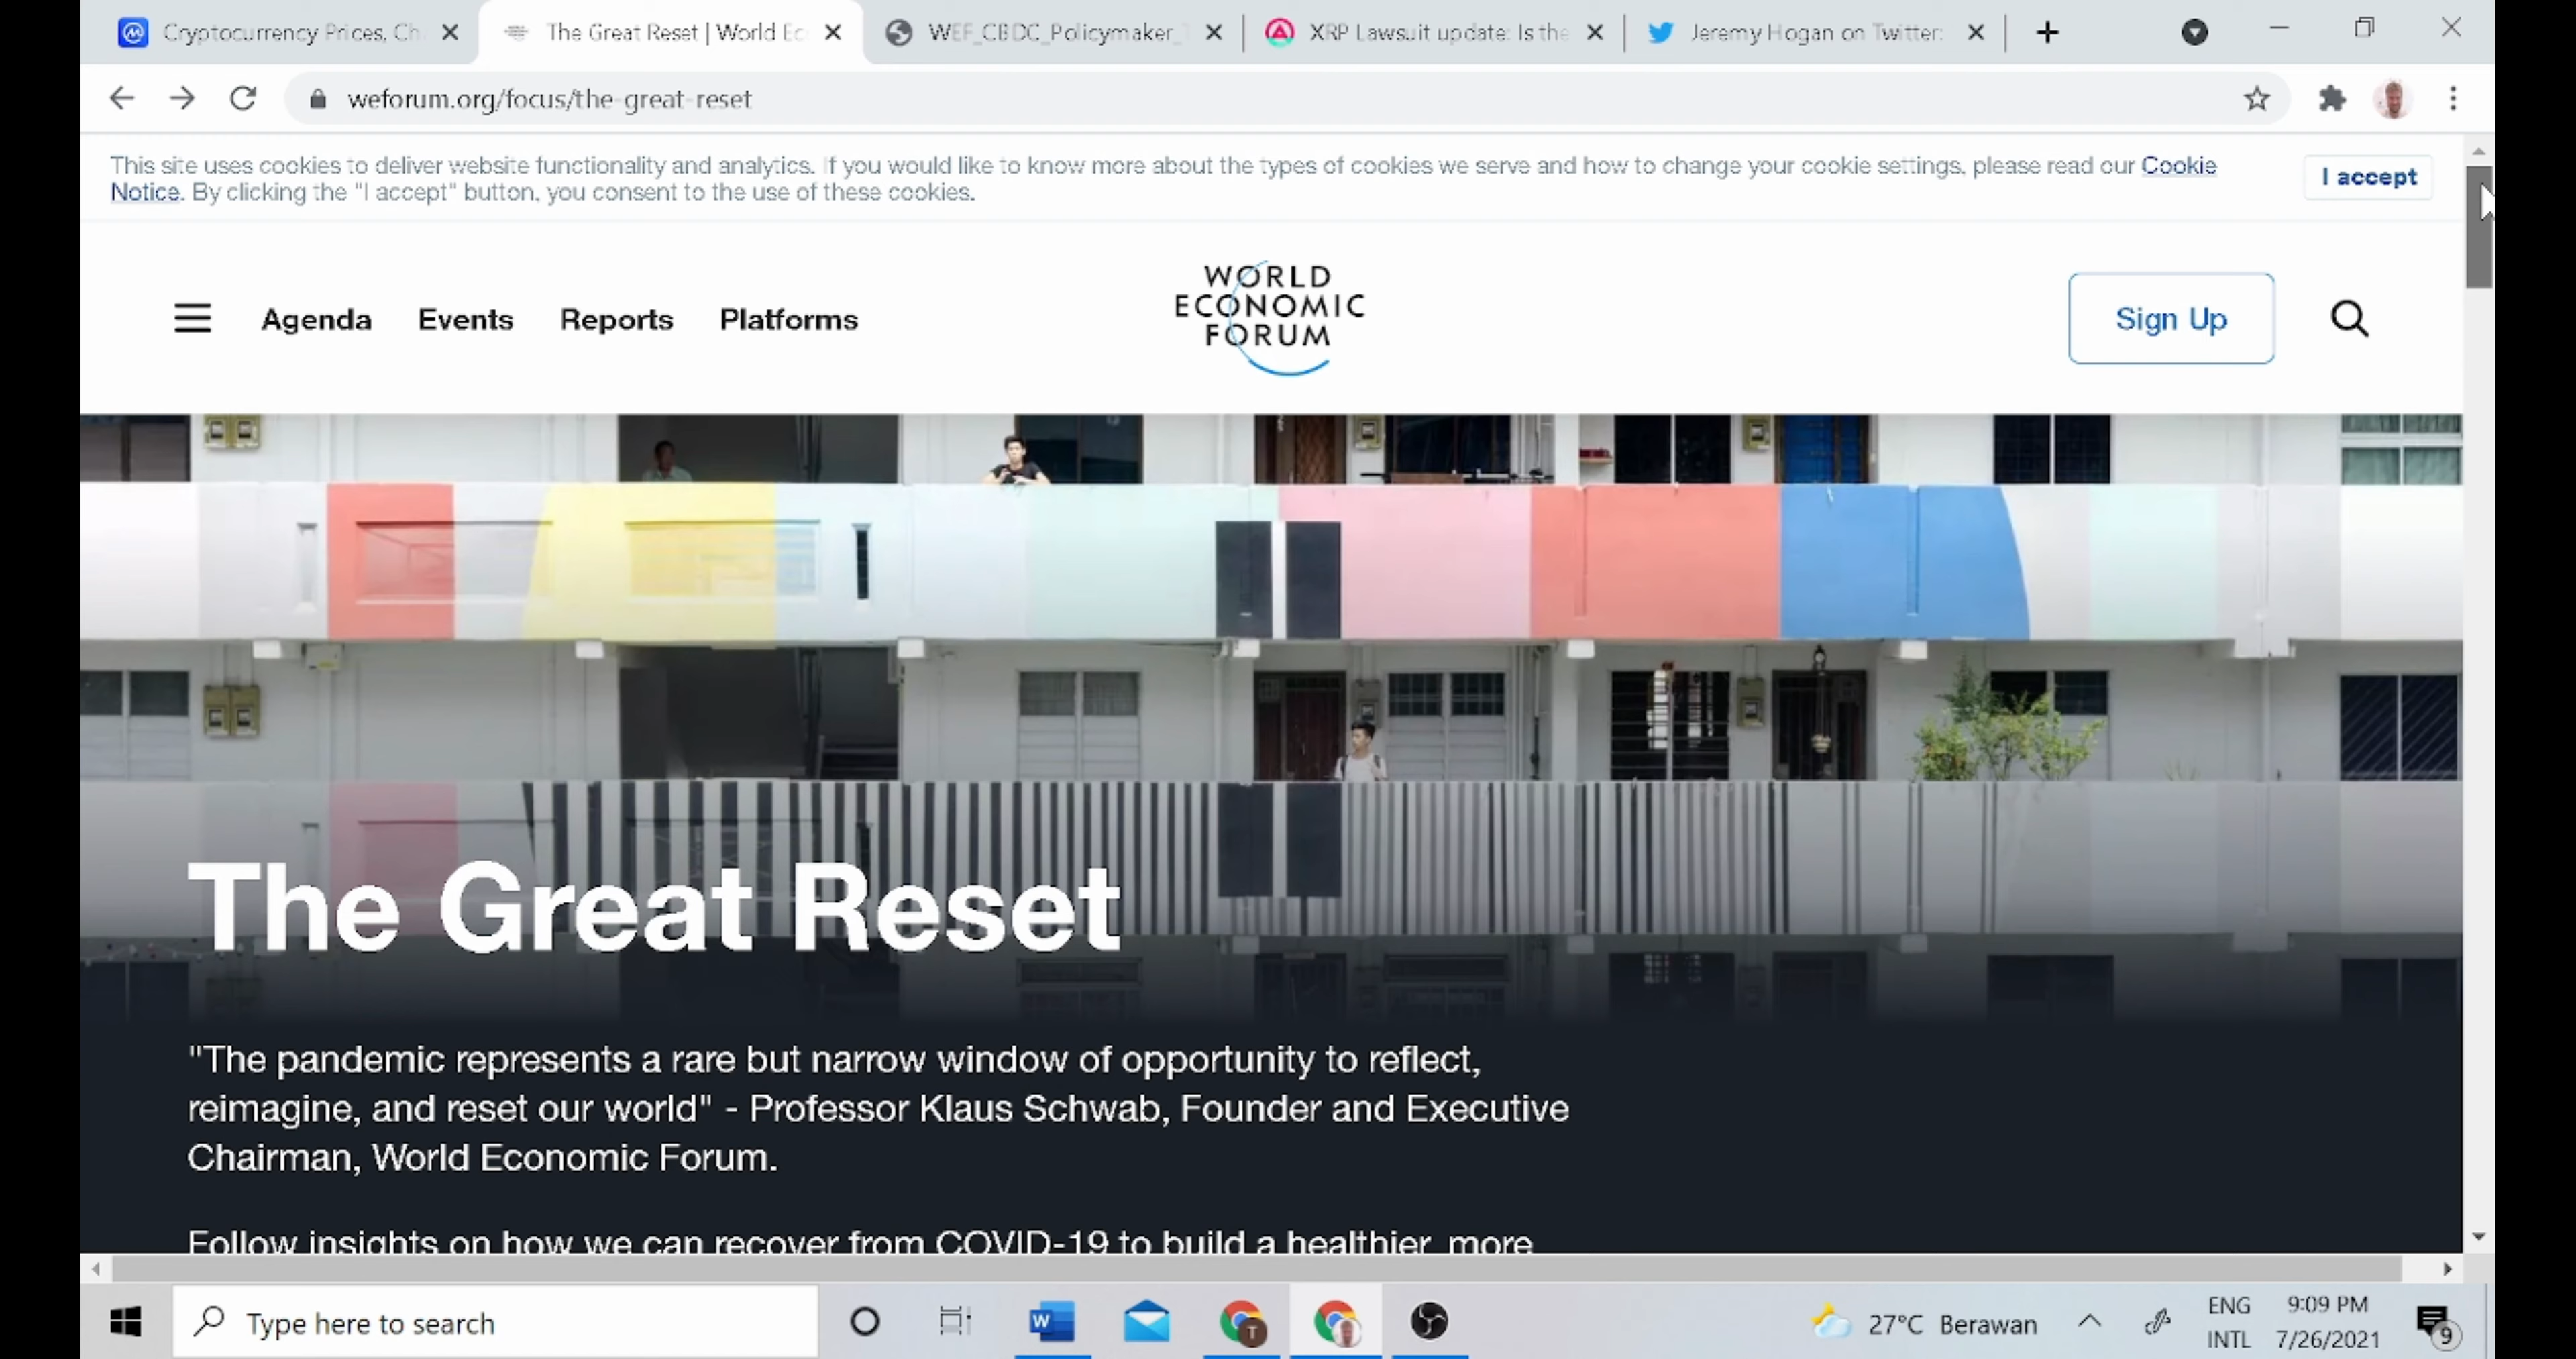 Cryptocurrency Prices, Ch
The Great Reset | World Ec
WEF_CBDC_Policymaker_
XRP Lawsuit update: Is the
Jeremy Hogan on Twitter:
weforum.org/focus/the-great-reset
This site uses cookies to deliver website functionality and analytics. If you would like to know more about the types of cookies we serve and how to change your cookie settings, please read our Cookie
Notice. By clicking the "I accept" button, you consent to the use of these cookies.
I accept
Agenda Events Reports Platforms
WORLD
ECONOMIC
FORUM
Sign Up
The Great Reset
"The pandemic represents a rare but narrow window of opportunity to reflect,
reimagine, and reset our world" - Professor Klaus Schwab, Founder and Executive
Chairman, World Economic Forum.
Follow insights on how we can recover from COVID-19 to build a healthier, more
Type here to search
T
27°C Berawan
ENG
INTL
9:09 PM
7/26/2021
9